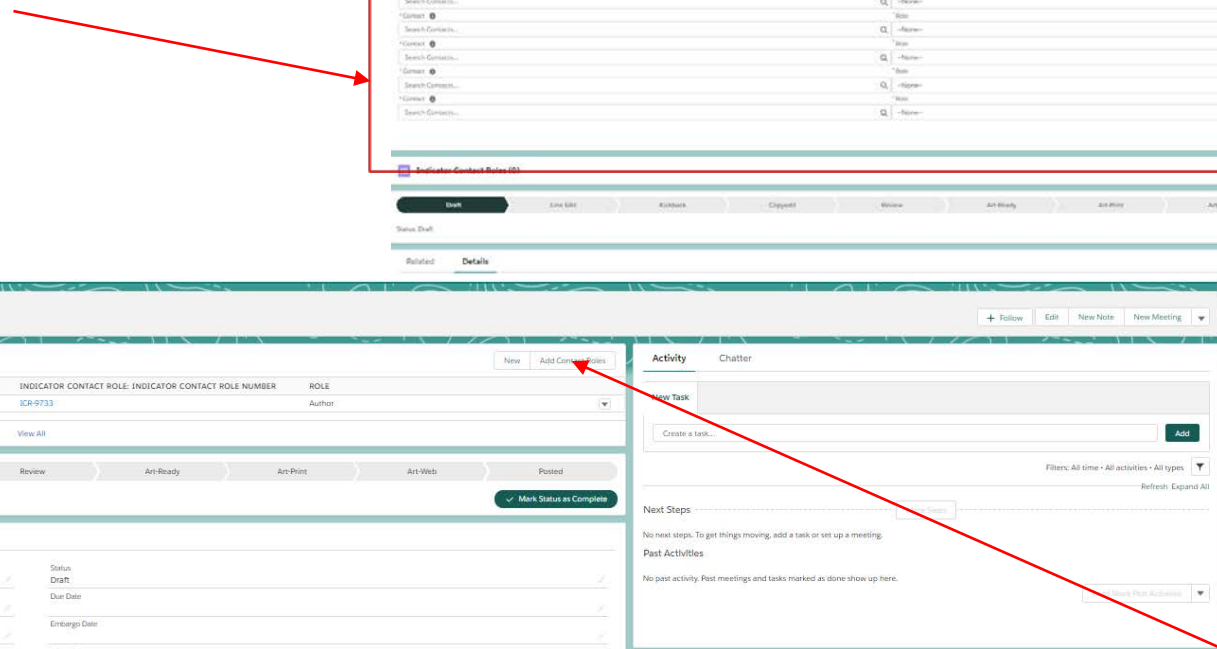 Search Contacts... --None--
*Contact *Role
Search Contacts... --None--
*Contact *Role
Search Contacts... --None--
*Contact *Role
Search Contacts... --None--
*Contact *Role
Search Contacts... --None--
Indicator Contact Roles (0)
Draft Line Edit Kickback Copyedit Review Art-Ready Art-Print Art
Status: Draft
Related Details
+ Follow Edit New Note New Meeting
New Add Contact Roles
Activity Chatter
INDICATOR CONTACT ROLE: INDICATOR CONTACT ROLE NUMBER ROLE
ICR-9733 Author
View All
New Task
Create a task... Add
Review Art-Ready Art-Print Art-Web Posted
Mark Status as Complete
Filters: All time • All activities • All types
Refresh Expand All
Next Steps
No next steps. To get things moving, add a task or set up a meeting.
Past Activities
No past activity. Past meetings and tasks marked as done show up here.
Past Activities
Status
Draft
Due Date
Embargo Date